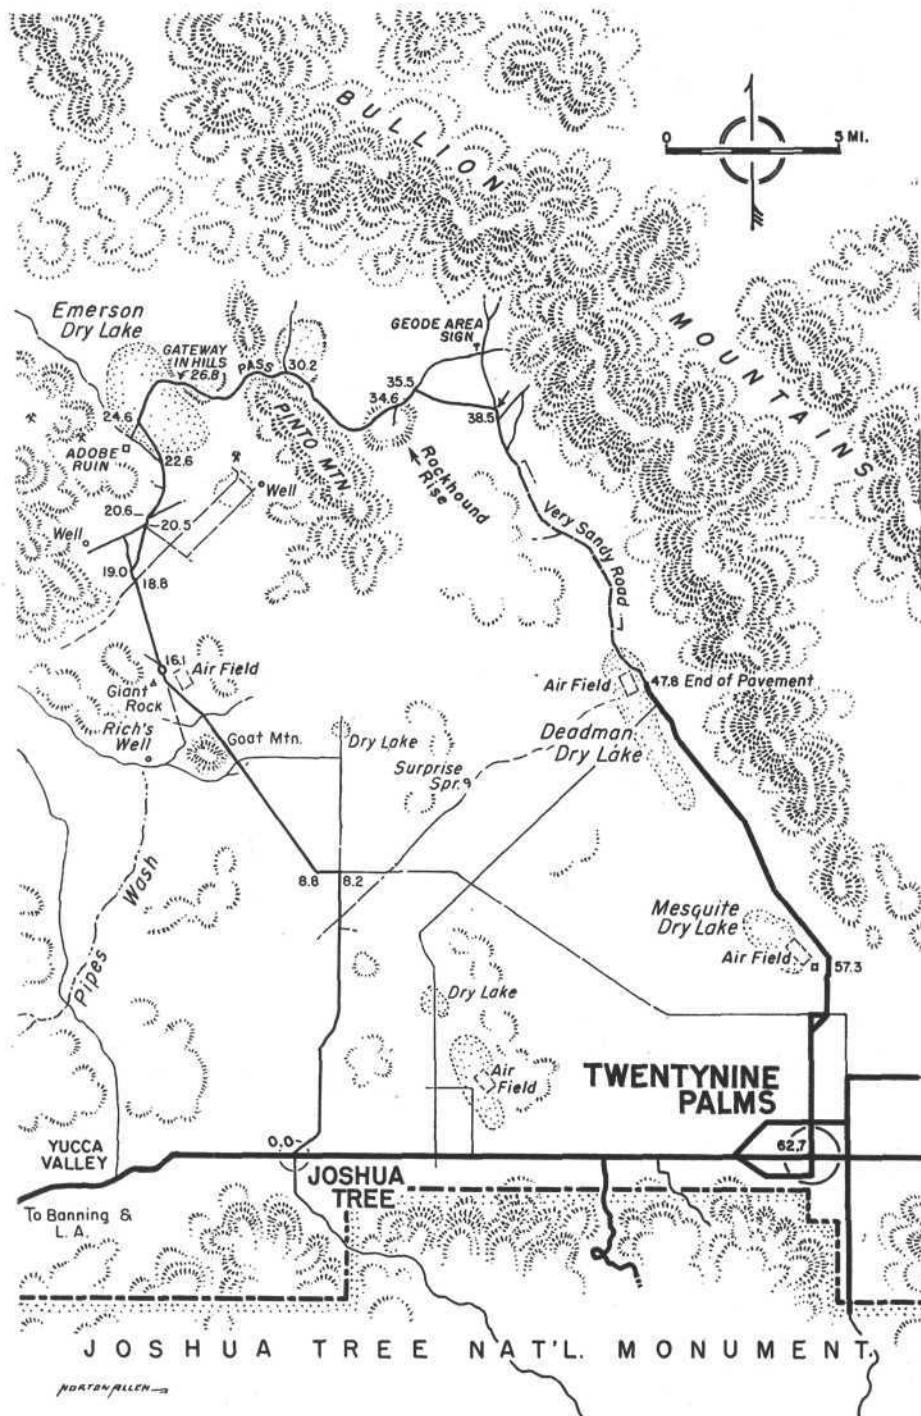 BULLION
MOUNTAINS
0 5 MI.
Emerson
Dry Lake
GATEWAY
IN HILLS
26.8
PASS
30.2
GEODE AREA
SIGN
35.5
34.6
38.5
24.6
ADOBE
RUIN
22.6
PINTO MTN.
Rockhound
Rise
Well
20.6
20.5
Well
19.0
18.8
Very Sandy Road
16.1
Air Field
Giant
Rock
Rich's
Well
Goat Mtn.
Dry Lake
Surprise
Spr.
Air Field
47.8 End of Pavement
Deadman
Dry Lake
8.8 8.2
Pipes Wash
Mesquite
Dry Lake
Air Field
57.3
Dry Lake
Air
Field
TWENTYNINE
PALMS
YUCCA
VALLEY
0.0
62.7
JOSHUA
TREE
To Banning &
L.A.
JOSHUA TREE NAT'L. MONUMENT.
NORTON ALLEN